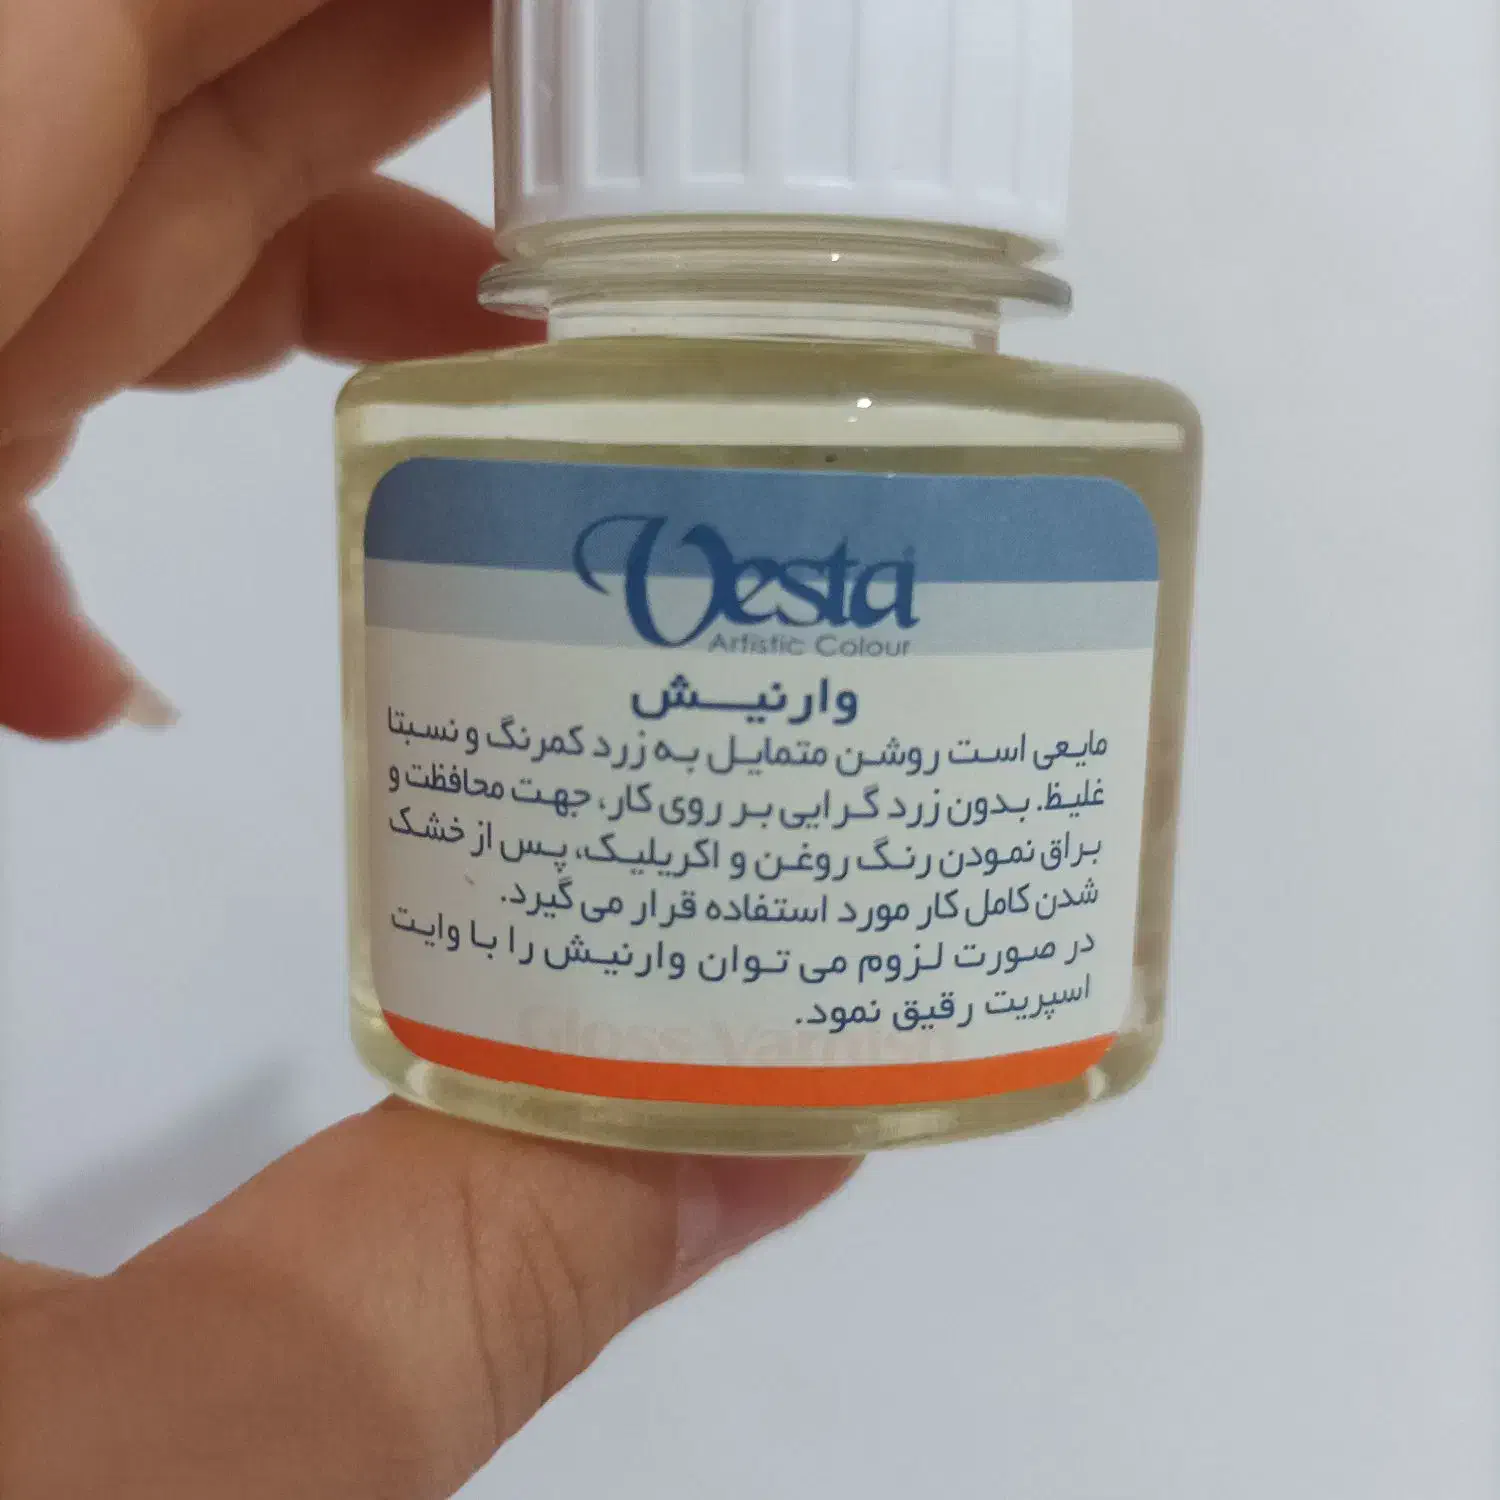 Vesta
Artistic Colour
وارنیش
مایعی است روشن متمایل به زرد کمرنگ و نسبتا
غلیظ. بدون زرد گرایی بر روی کار، جهت محافظت و
براق نمودن رنگ روغن و اکریلیک، پس از خشک
شدن کامل کار مورد استفاده قرار می گیرد.
در صورت لزوم می توان وارنیش را با وایت
اسپریت رقیق نمود.
Gloss Varnish